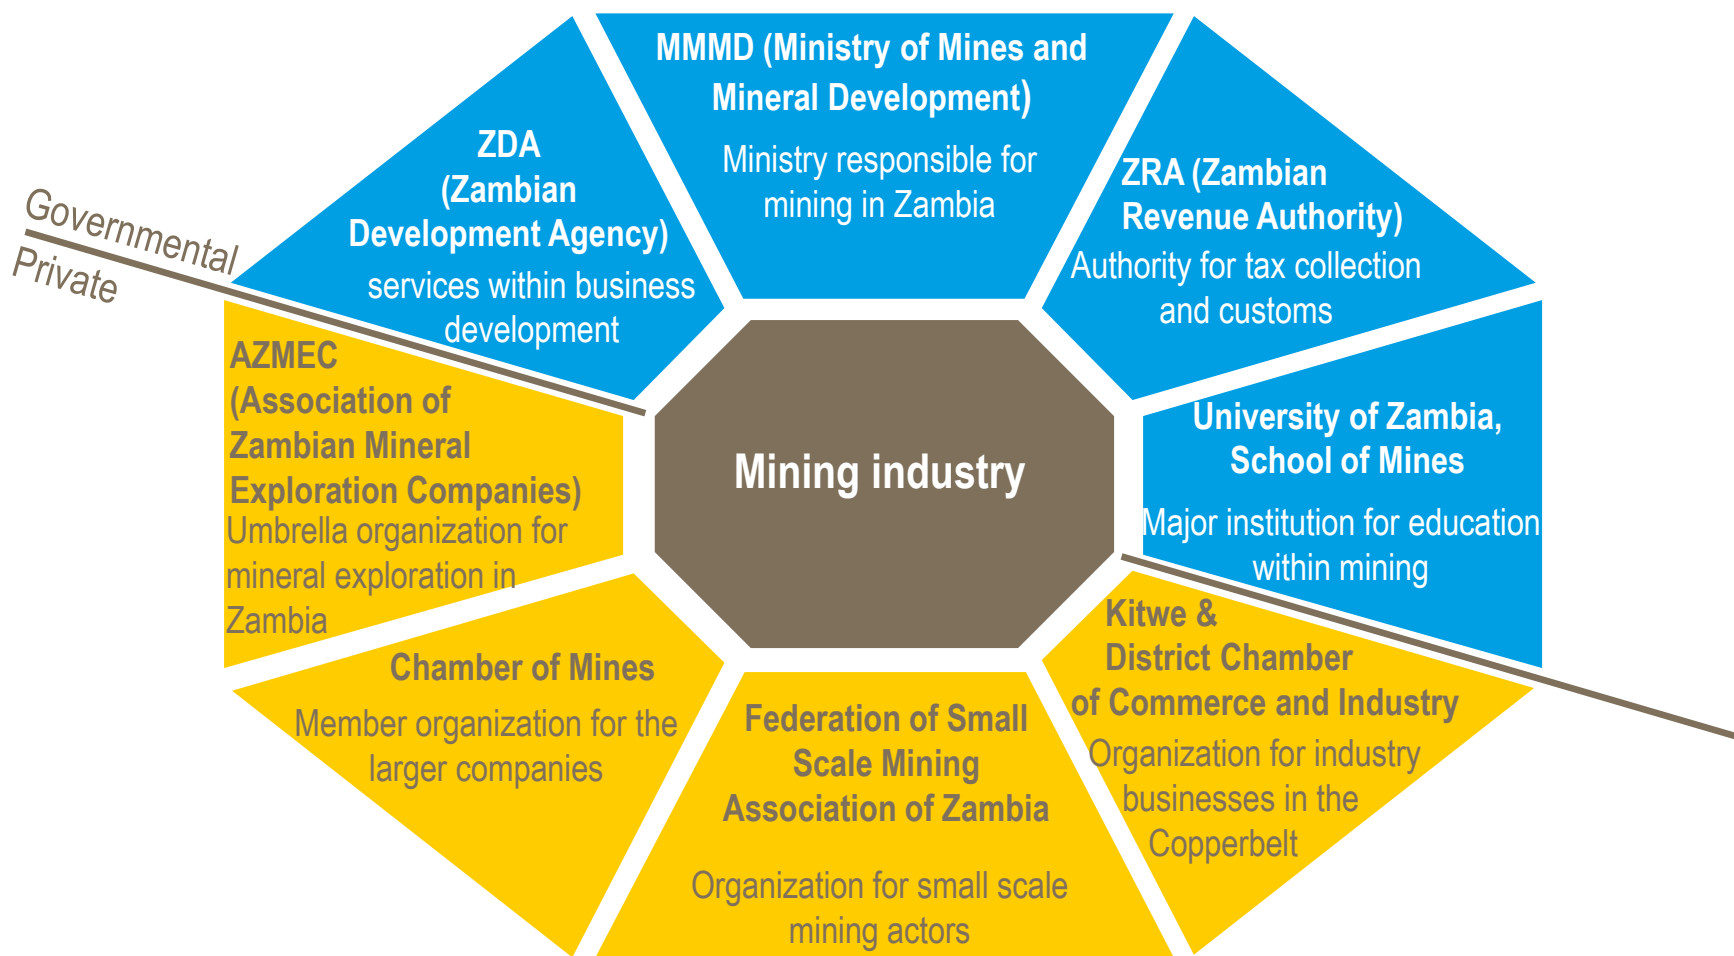 MMMD (Ministry of Mines and
Mineral Development)
Ministry responsible for
mining in Zambia
ZDA
(Zambian
Development Agency)
services within business
development
ZRA (Zambian
Revenue Authority)
Authority for tax collection
and customs
Governmental
Private
AZMEC
(Association of
Zambian Mineral
Exploration Companies)
Umbrella organization for
mineral exploration in
Zambia
Mining industry
University of Zambia,
School of Mines
Major institution for education
within mining
Chamber of Mines
Member organization for the
larger companies
Federation of Small
Scale Mining
Association of Zambia
Organization for small scale
mining actors
Kitwe &
District Chamber
of Commerce and Industry
Organization for industry
businesses in the
Copperbelt